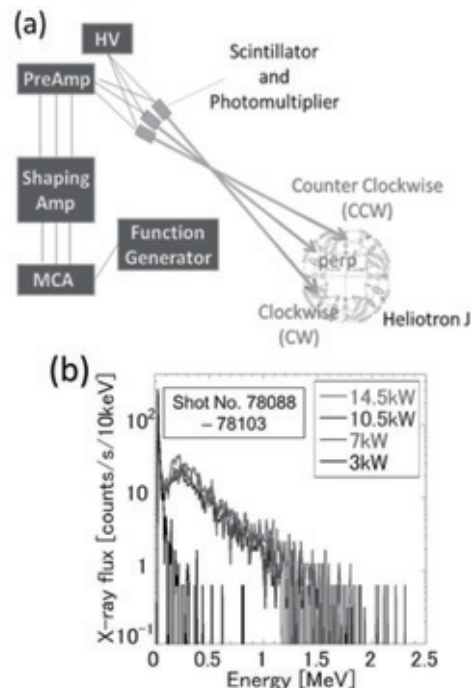 (a)
HV
PreAmp
Scintillator
and
Photomultiplier
Shaping
Amp
Function
Generator
MCA
Counter Clockwise
(CCW)
perp
Clockwise
(CW)
Heliotron J
(b)
X-ray flux [counts/s/10keV]
10²
10
1
10⁻¹
Shot No. 78088
– 78103
14.5kW
10.5kW
7kW
3kW
0 0.5 1 1.5 2 2.5
Energy [MeV]